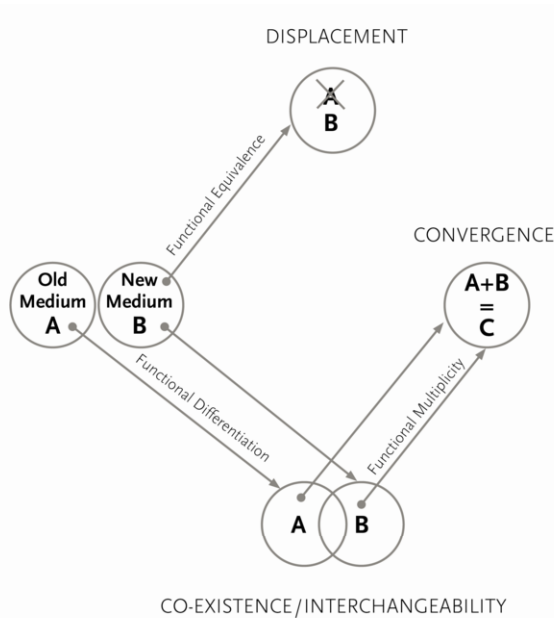 DISPLACEMENT
A
B
Functional Equivalence
CONVERGENCE
Old
Medium
A
New
Medium
B
A+B
=
C
Functional Differentiation
Functional Multiplicity
A
B
CO-EXISTENCE/INTERCHANGEABILITY